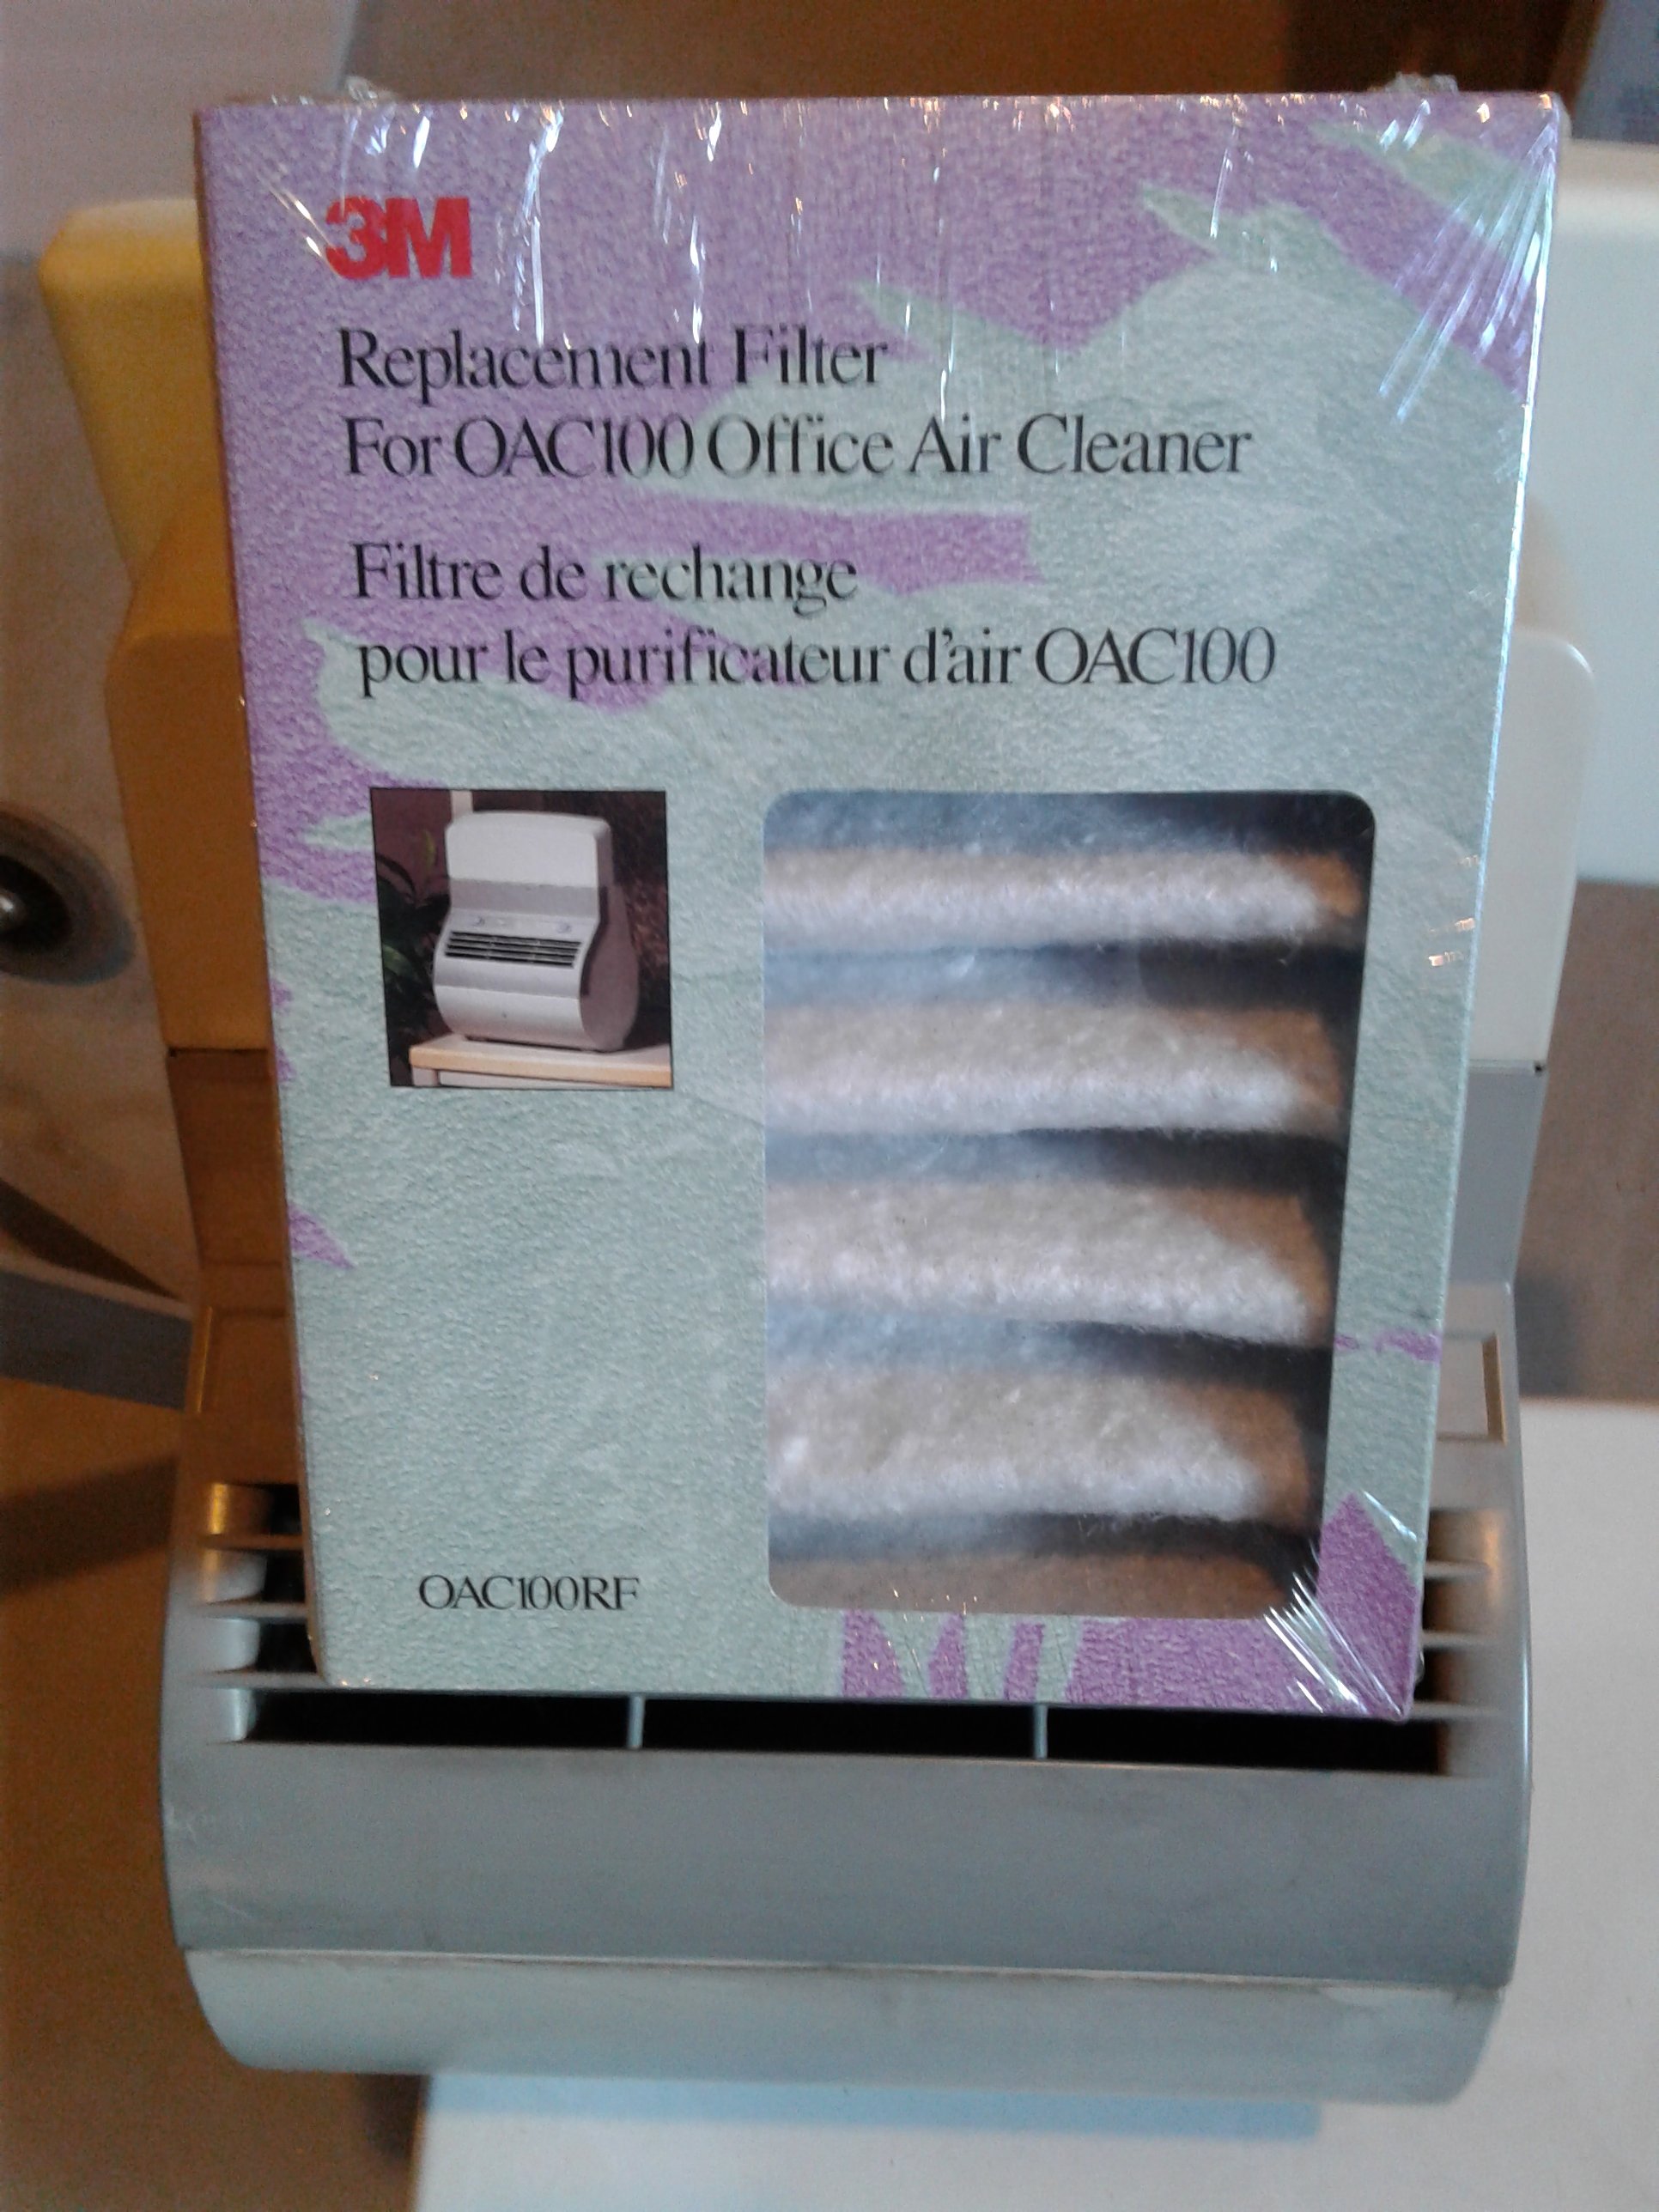 3M
Replacement Filter
For OAC100 Office Air Cleaner
Filtre de rechange
pour le purificateur d'air OAC100
OAC100RF